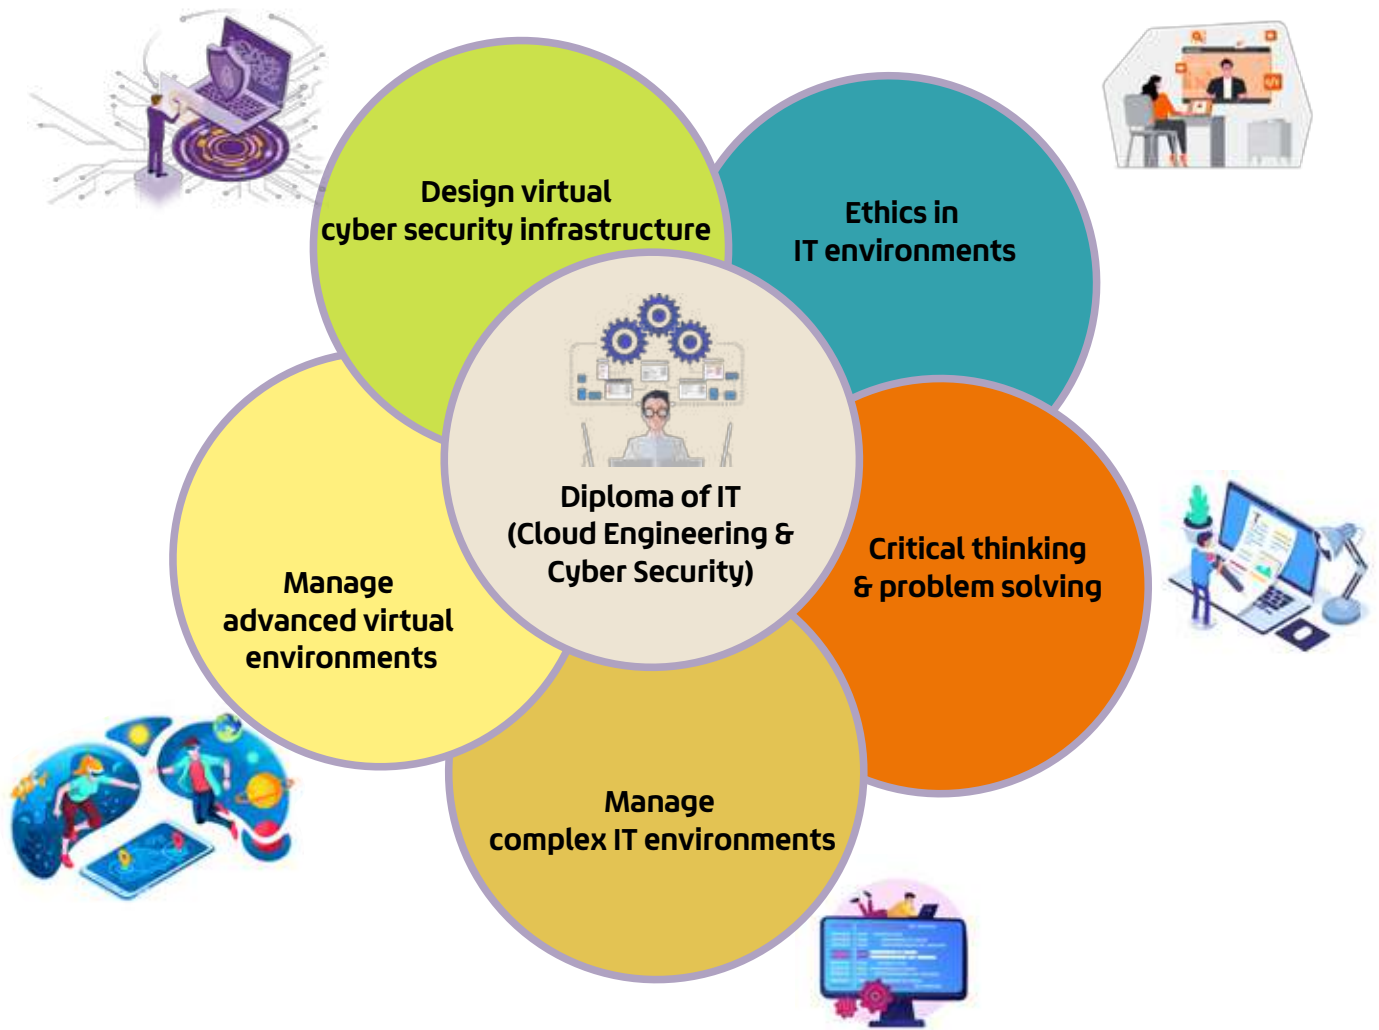 Design virtual
cyber security infrastructure
Ethics in
IT environments
Diploma of IT
(Cloud Engineering &
Cyber Security)
Critical thinking
& problem solving
Manage
advanced virtual
environments
Manage
complex IT environments